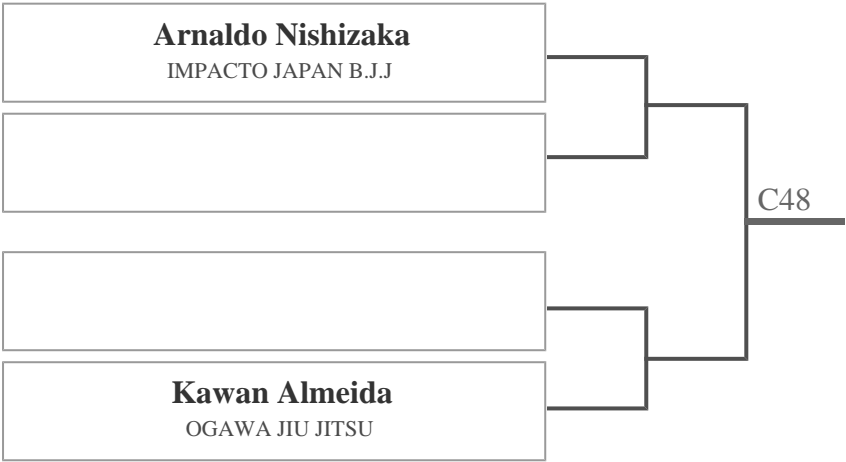 Arnaldo Nishizaka
IMPACTO JAPAN B.J.J
C48
Kawan Almeida
OGAWA JIU JITSU